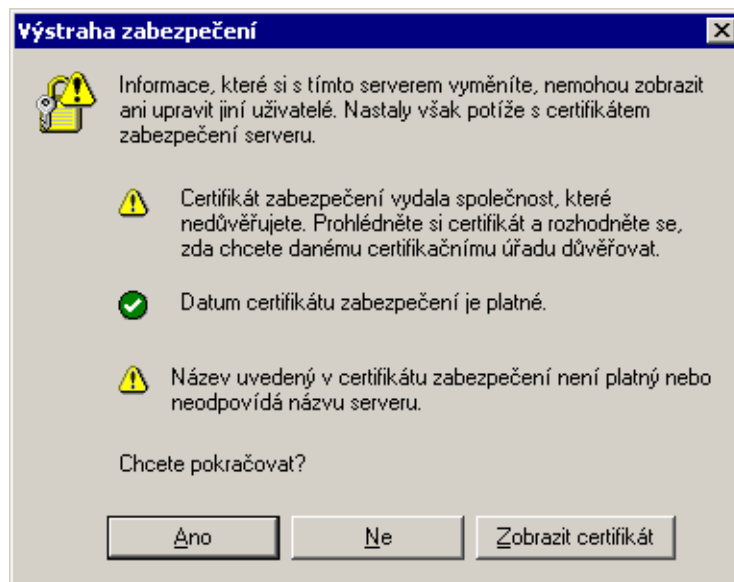 Výstraha zabezpečení
Informace, které si s tímto serverem vyměníte, nemohou zobrazit
ani upravit jiní uživatelé. Nastaly však potíže s certifikátem
zabezpečení serveru.
Certifikát zabezpečení vydala společnost, které
nedůvěřujete. Prohlédněte si certifikát a rozhodněte se,
zda chcete danému certifikačnímu úřadu důvěřovat.
Datum certifikátu zabezpečení je platné.
Název uvedený v certifikátu zabezpečení není platný nebo
neodpovídá názvu serveru.
Chcete pokračovat?
Ano Ne Zobrazit certifikát